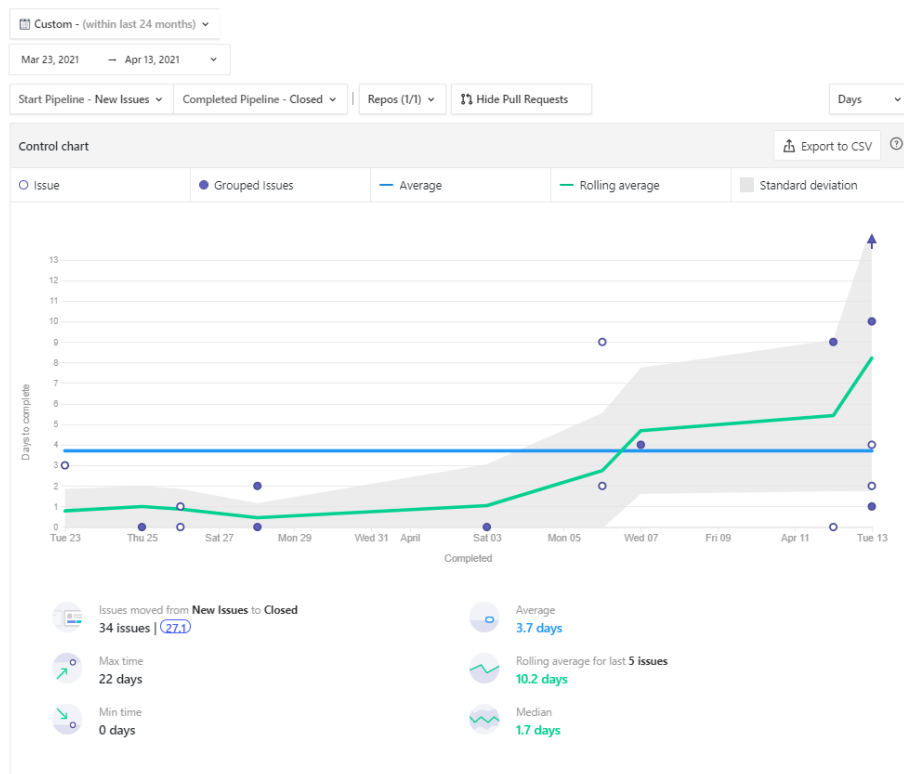 Custom - (within last 24 months)
Mar 23, 2021 → Apr 13, 2021
Start Pipeline - New Issues Completed Pipeline - Closed Repos (1/1) Hide Pull Requests Days
Control chart Export to CSV ?
Issue Grouped Issues Average Rolling average Standard deviation
13
12
11
10
9
8
7
6
5
4
3
2
1
0
Days to complete
Tue 23 Thu 25 Sat 27 Mon 29 Wed 31 April Sat 03 Mon 05 Wed 07 Fri 09 Apr 11 Tue 13
Completed
Issues moved from New Issues to Closed
34 issues | 27.1
Average
3.7 days
Max time
22 days
Rolling average for last 5 issues
10.2 days
Min time
0 days
Median
1.7 days